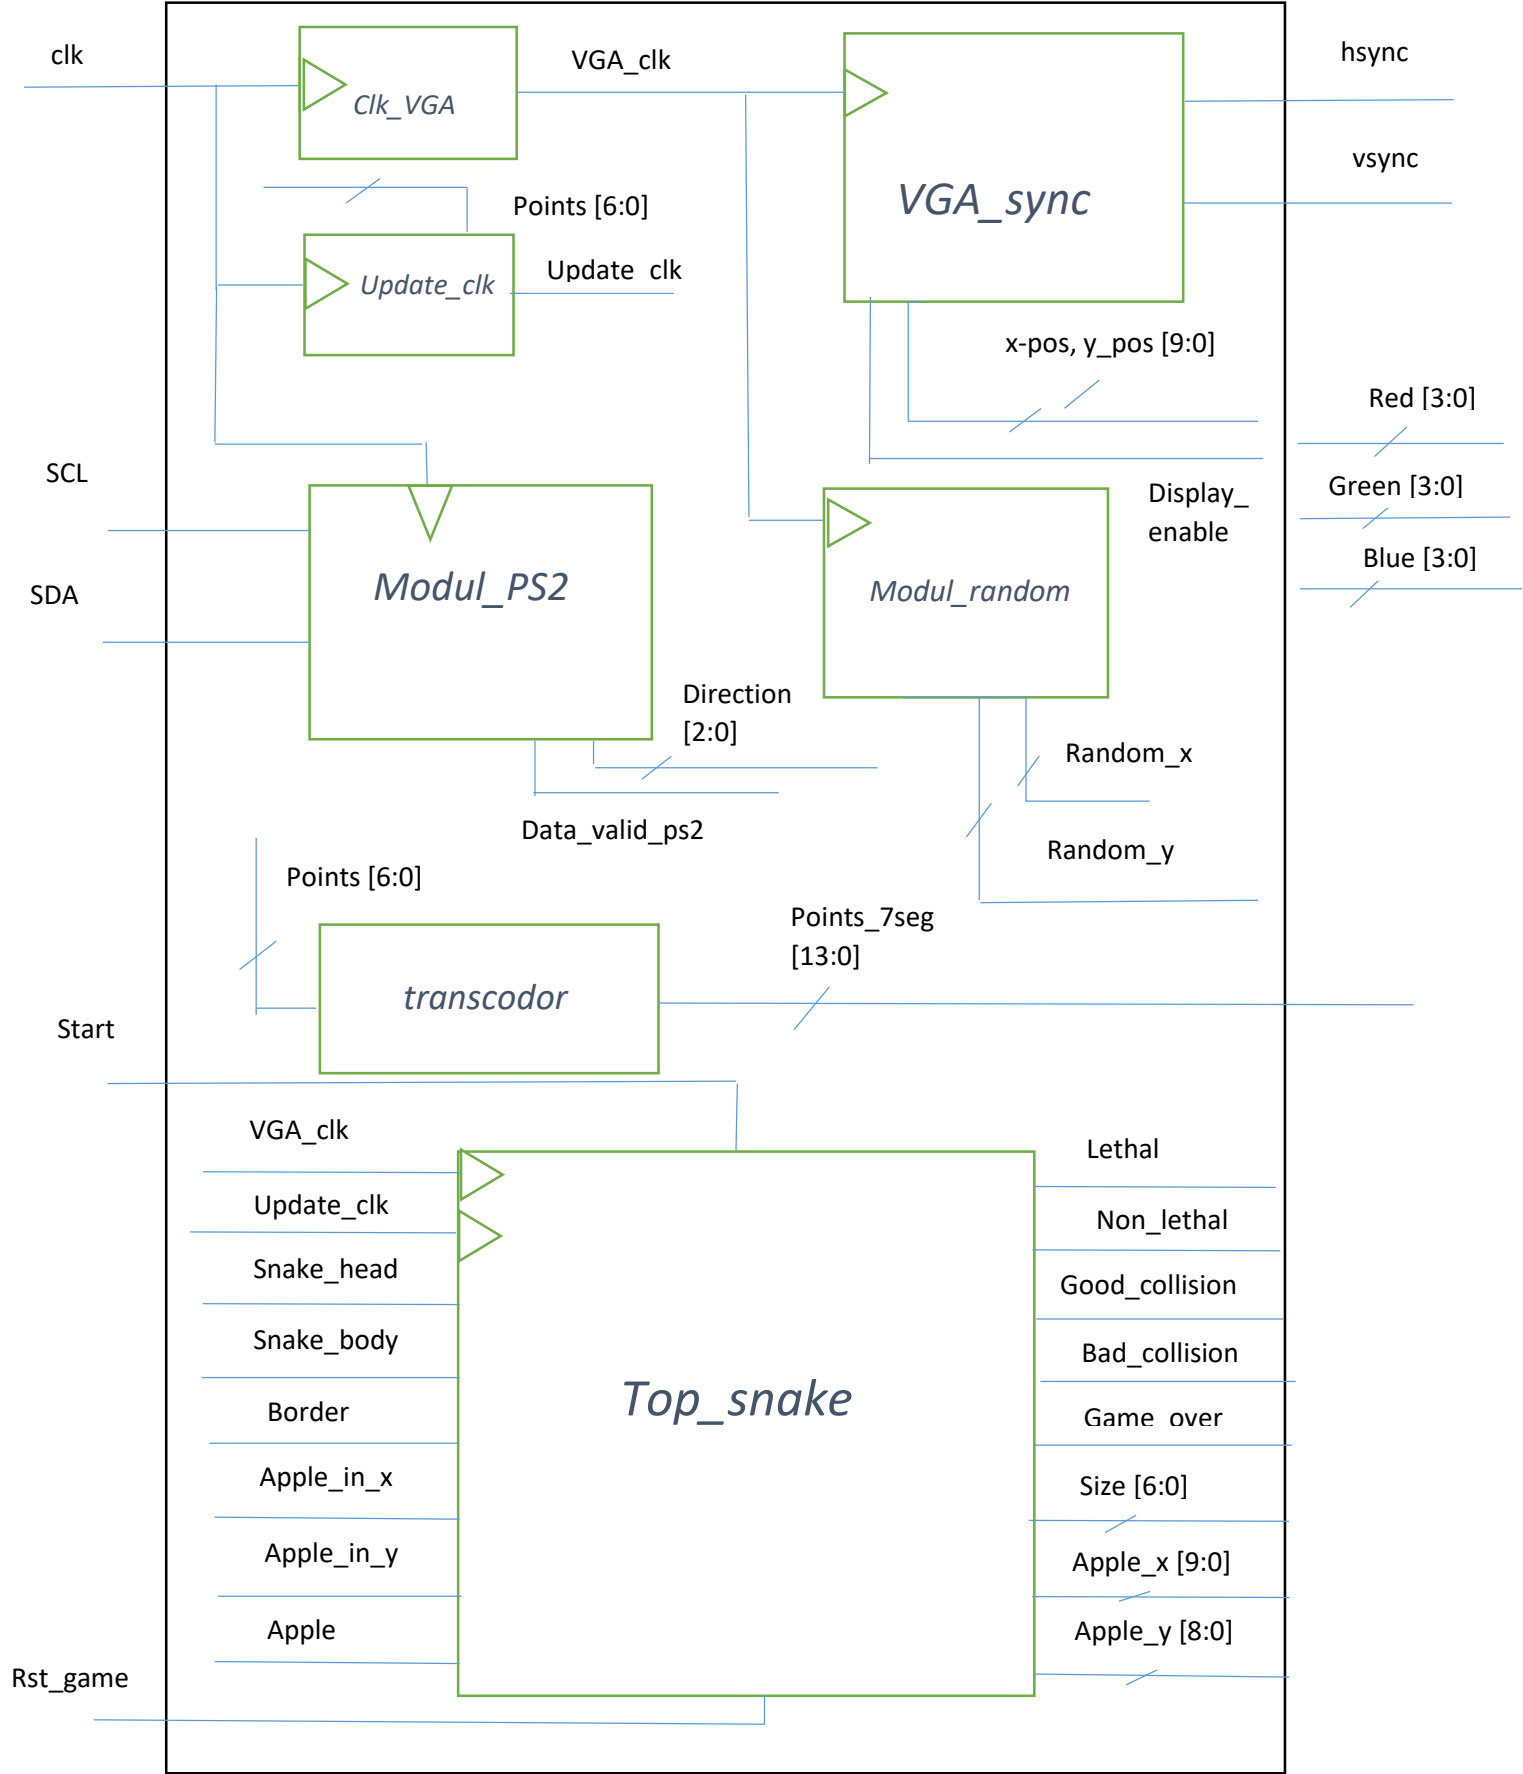 clk
VGA_clk
hsync
Clk_VGA
vsync
VGA_sync
Points [6:0]
Update_clk
Update_clk
x-pos, y_pos [9:0]
Red [3:0]
SCL
Green [3:0]
Display_
enable
Blue [3:0]
Modul_PS2
Modul_random
SDA
Direction
[2:0]
Random_x
Data_valid_ps2
Random_y
Points [6:0]
Points_7seg
[13:0]
transcodor
Start
VGA_clk
Lethal
Update_clk
Non_lethal
Snake_head
Good_collision
Snake_body
Bad_collision
Top_snake
Border
Game_over
Apple_in_x
Size [6:0]
Apple_in_y
Apple_x [9:0]
Apple
Apple_y [8:0]
Rst_game